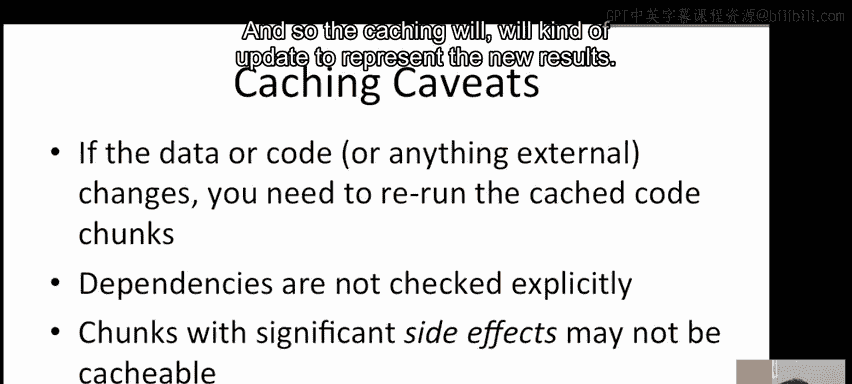 GPT中英字幕课程资源@bilibili.com
And so the caching will, will kind of
update to represent the new results.
Caching Caveats
• If the data or code (or anything external)
changes, you need to re-run the cached code
chunks
• Dependencies are not checked explicitly
• Chunks with significant side effects may not be
cacheable